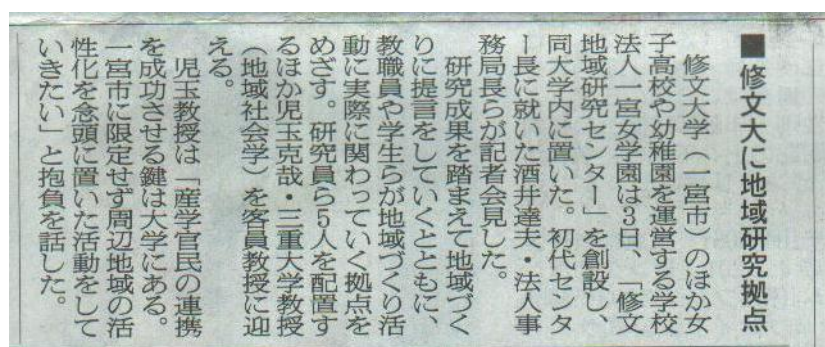 ■修文大に地域研究拠点
　修文大学（一宮市）のほか女
子高校や幼稚園を運営する学校
法人一宮女学園は3日、「修文
地域研究センター」を創設し、
同大学内に置いた。初代センタ
ー長に就いた酒井達夫・法人事
務局長らが記者会見した。
　研究成果を踏まえて地域づく
りに提言をしていくとともに、
教職員や学生らが地域づくり活
動に実際に関わっていく拠点を
めざす。研究員ら5人を配置す
るほか児玉克哉・三重大学教授
（地域社会学）を客員教授に迎
える。
　児玉教授は「産学官民の連携
を成功させる鍵は大学にある。
一宮市に限定せず周辺地域の活
性化を念頭に置いた活動をして
いきたい」と抱負を話した。